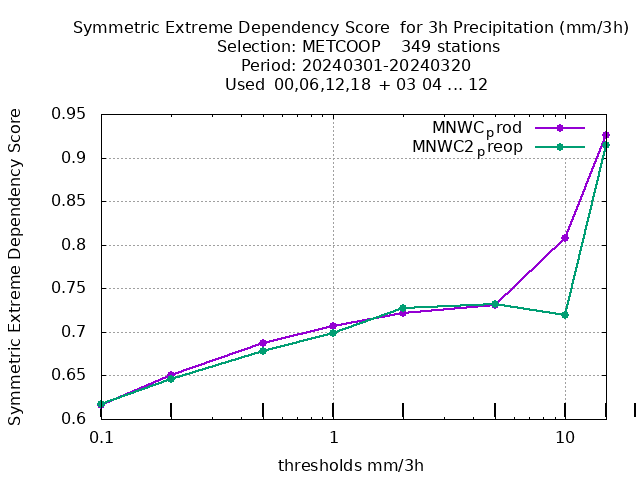 Symmetric Extreme Dependency Score for 3h Precipitation (mm/3h)
Selection: METCOOP 349 stations
Period: 20240301-20240320
Used 00,06,12,18 + 03 04 ... 12
Symmetric Extreme Dependency Score
0.95
0.9
0.85
0.8
0.75
0.7
0.65
0.6
MNWCprod
MNWC2preop
0.1
1
10
thresholds mm/3h